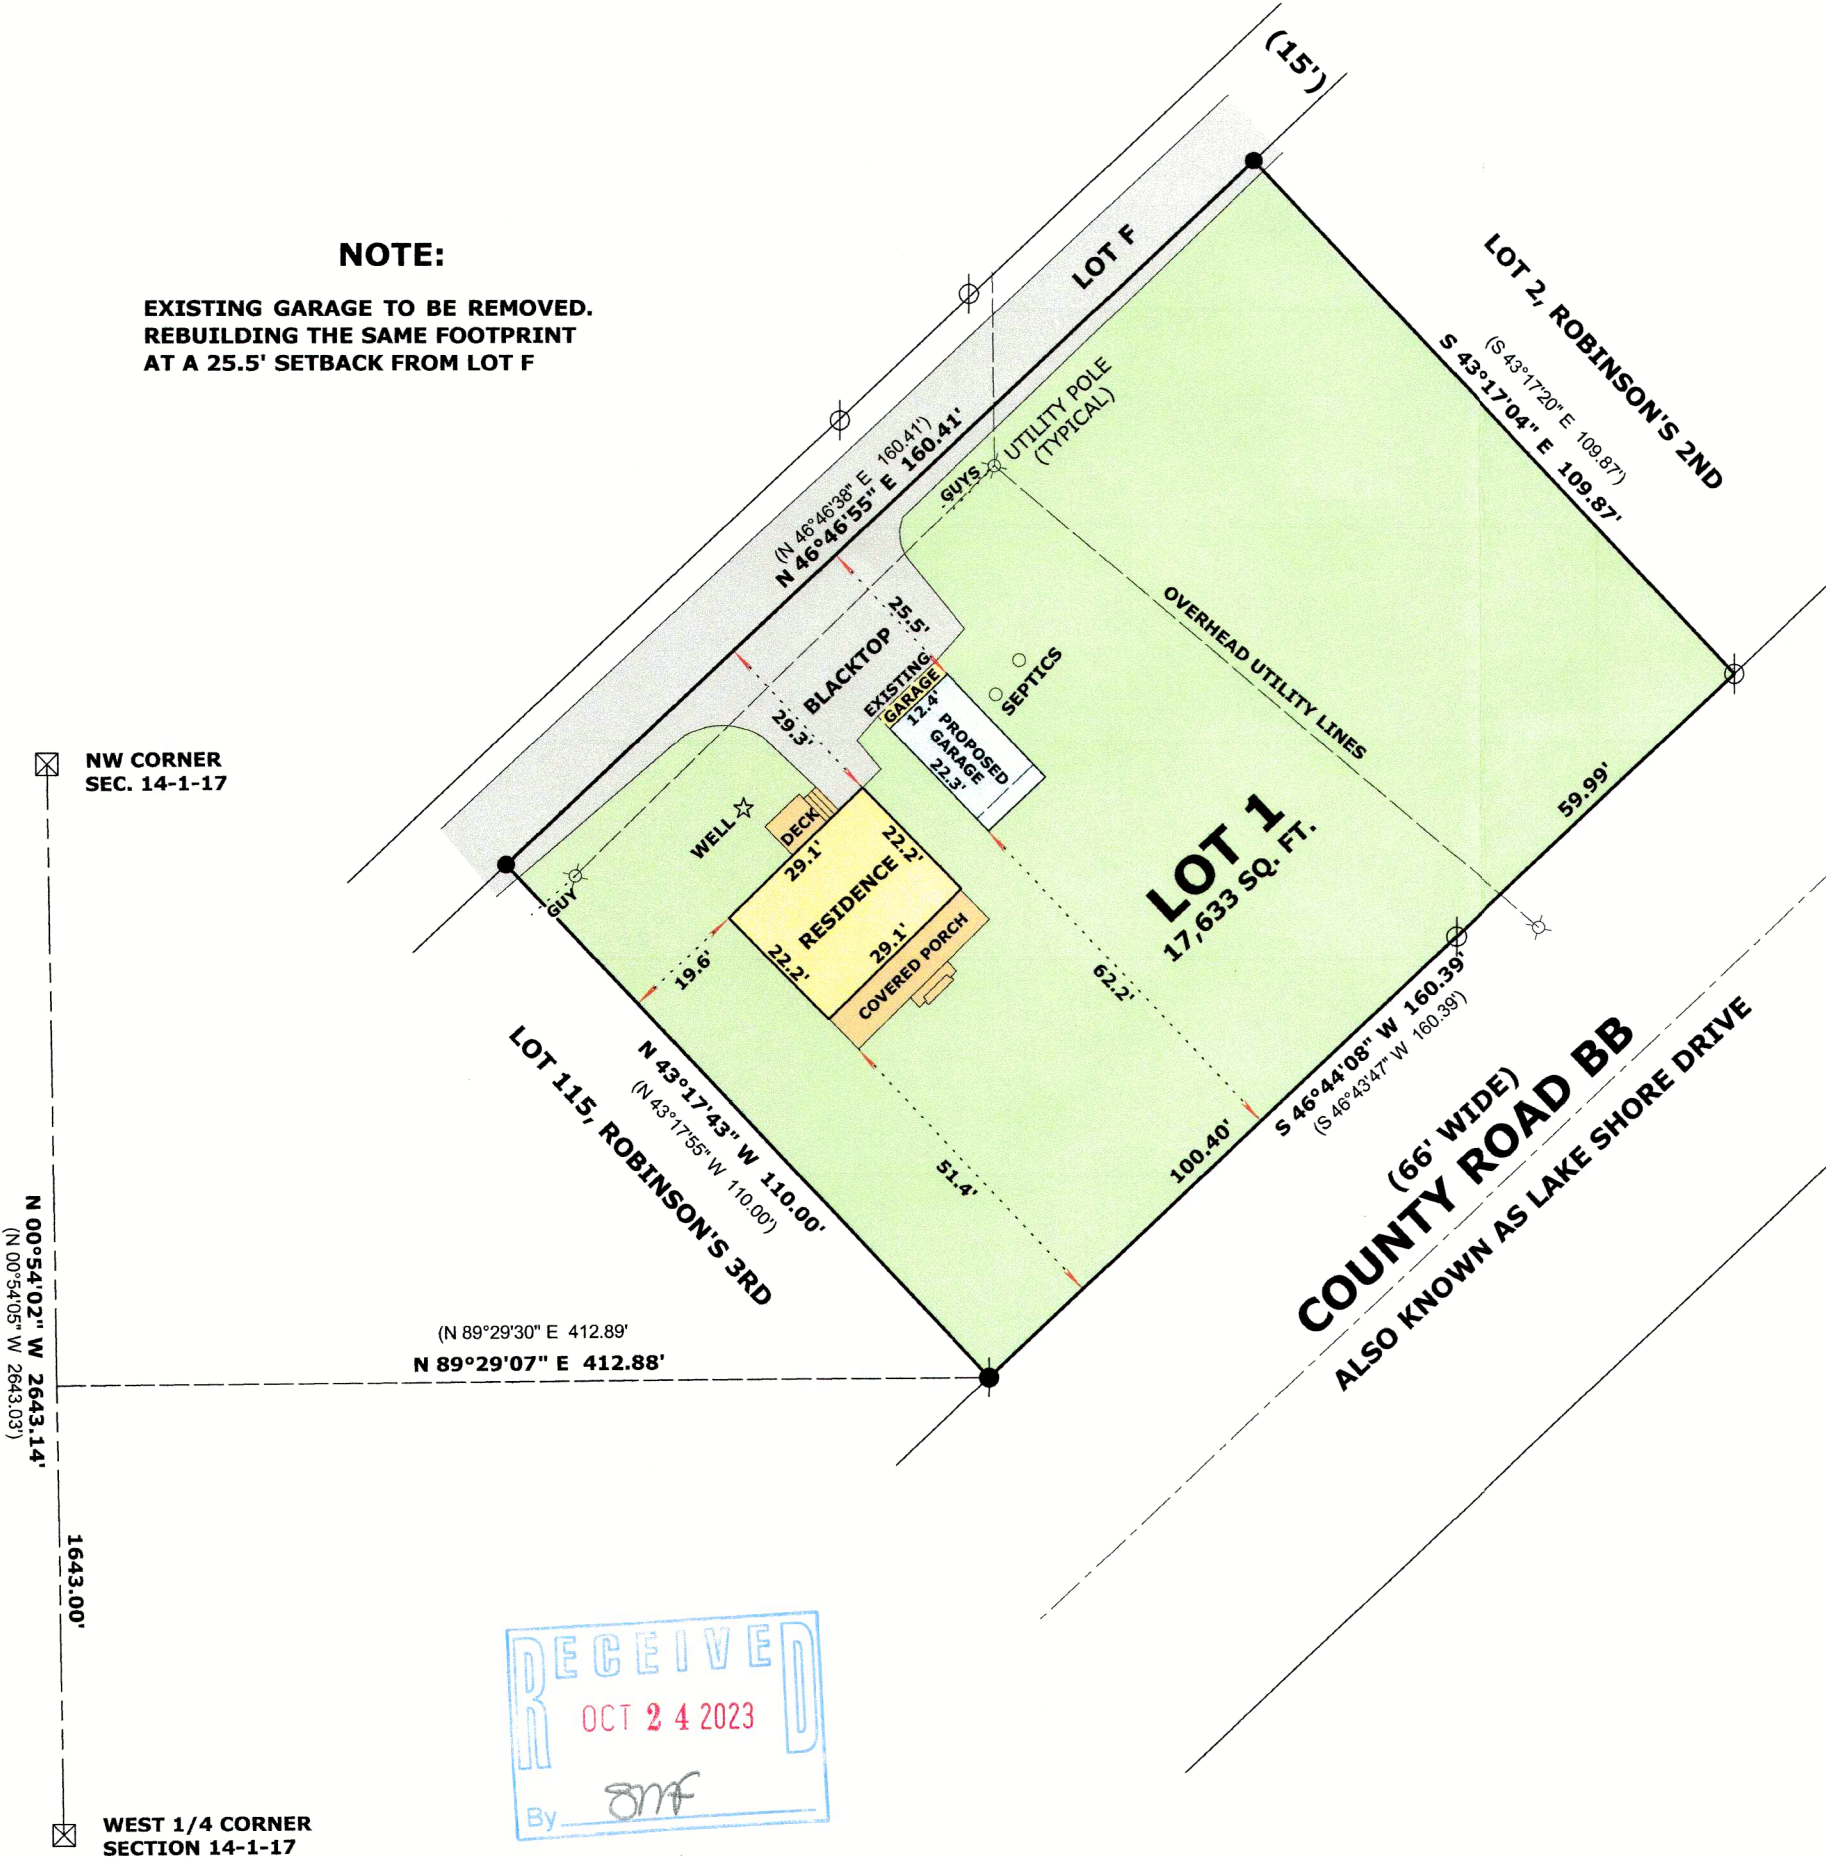 (15')
LOT F
NOTE:
EXISTING GARAGE TO BE REMOVED.
REBUILDING THE SAME FOOTPRINT
AT A 25.5' SETBACK FROM LOT F
LOT 2, ROBINSON'S 2ND
(S 43°17'20" E 109.87')
S 43°17'04" E 109.87'
UTILITY POLE
(TYPICAL)
GUYS
(N 46°46'38" E 160.41')
N 46°46'55" E 160.41'
OVERHEAD UTILITY LINES
25.5'
BLACKTOP
29.3'
EXISTING
GARAGE
12.4'
PROPOSED
GARAGE
22.3'
SEPTICS
NW CORNER
SEC. 14-1-17
WELL
DECK
29.1'
22.2'
RESIDENCE
22.2'
29.1'
COVERED PORCH
GUY
19.6'
LOT 1
17,633 SQ. FT.
59.99'
62.2'
51.4'
100.40'
S 46°44'08" W 160.39'
(S 46°43'47" W 160.39')
N 43°17'43" W 110.00'
(N 43°17'55" W 110.00')
LOT 115, ROBINSON'S 3RD
(66' WIDE)
COUNTY ROAD BB
ALSO KNOWN AS LAKE SHORE DRIVE
(N 89°29'30" E 412.89'
N 89°29'07" E 412.88'
N 00°54'02" W 2643.14'
(N 00°54'05" W 2643.03')
1643.00'
RECEIVED
OCT 24 2023
By SMF
WEST 1/4 CORNER
SECTION 14-1-17